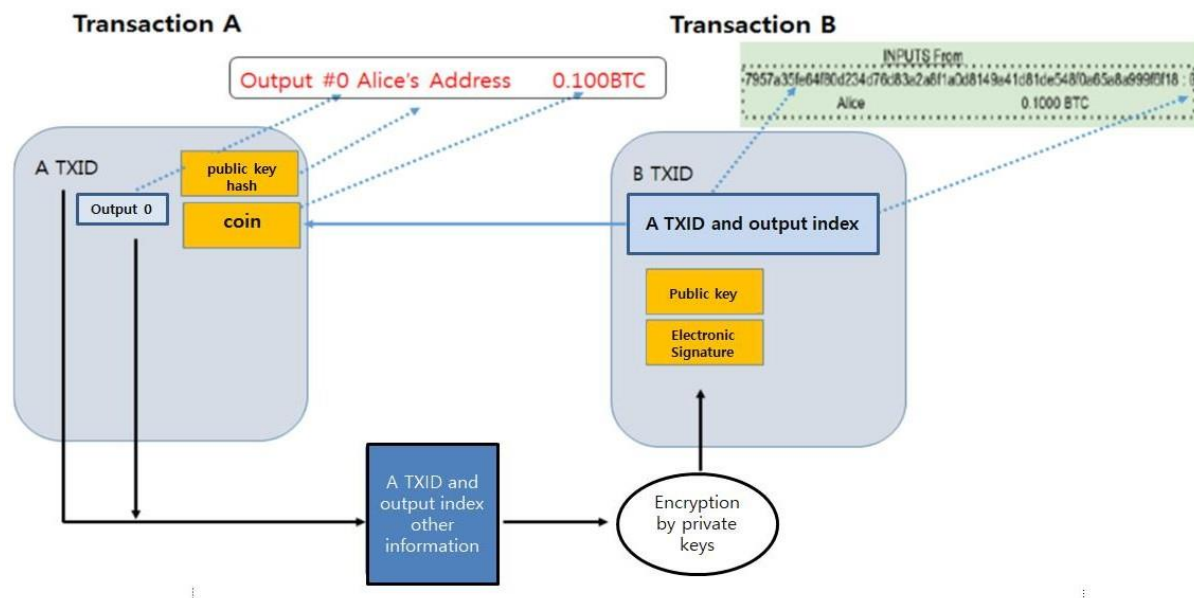 Transaction A
Transaction B
Output #0 Alice's Address 0.100BTC
INPUTS From
Alice 0.1000 BTC
A TXID
public key
hash
Output 0
coin
B TXID
A TXID and output index
Public key
Electronic
Signature
A TXID and
output index
other
information
Encryption
by private
keys